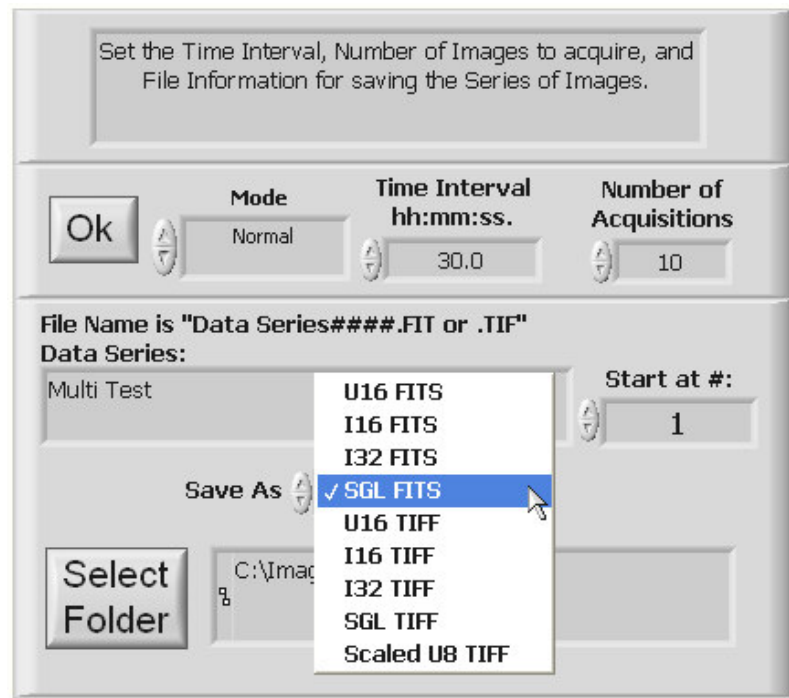 Set the Time Interval, Number of Images to acquire, and
File Information for saving the Series of Images.
Ok
Mode
Normal
Time Interval
hh:mm:ss.
30.0
Number of
Acquisitions
10
File Name is "Data Series####.FIT or .TIF"
Data Series:
Multi Test
Start at #:
1
Save As
U16 FITS
I16 FITS
I32 FITS
✓ SGL FITS
U16 TIFF
I16 TIFF
I32 TIFF
SGL TIFF
Scaled U8 TIFF
Select
Folder